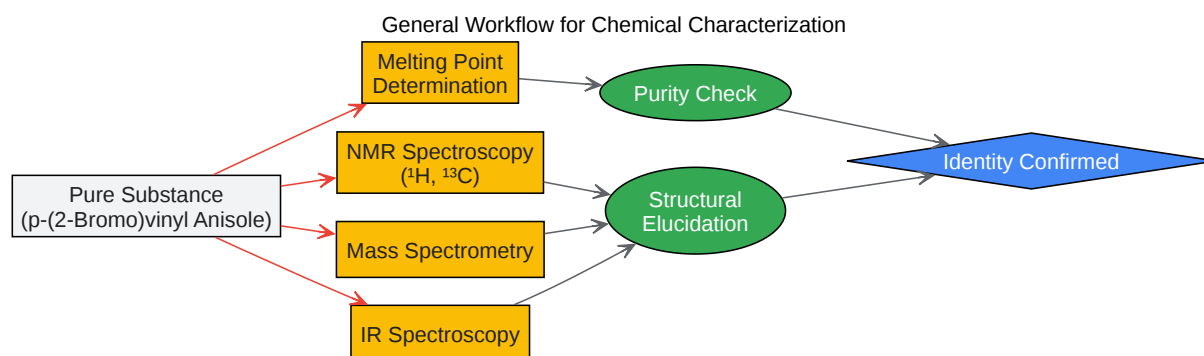 General Workflow for Chemical Characterization
Melting Point
Determination
Purity Check
NMR Spectroscopy
(¹H, ¹³C)
Identity Confirmed
Pure Substance
(p-(2-Bromo)vinyl Anisole)
Structural
Elucidation
Mass Spectrometry
IR Spectroscopy